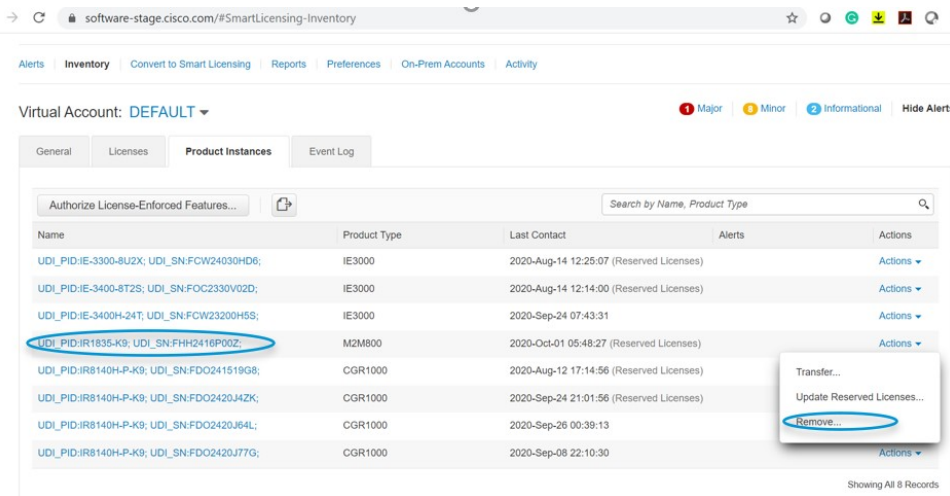 software-stage.cisco.com/#SmartLicensing-Inventory
Alerts Inventory Convert to Smart Licensing Reports Preferences On-Prem Accounts Activity
Virtual Account: DEFAULT
1 Major 8 Minor 2 Informational Hide Alert
General Licenses Product Instances Event Log
Authorize License-Enforced Features... Search by Name, Product Type
Name Product Type Last Contact Alerts Actions
UDI_PID:IE-3300-8U2X; UDI_SN:FCW24030HD6; IE3000 2020-Aug-14 12:25:07 (Reserved Licenses) Actions
UDI_PID:IE-3400-8T2S; UDI_SN:FOC2330V02D; IE3000 2020-Aug-14 12:14:00 (Reserved Licenses) Actions
UDI_PID:IE-3400H-24T; UDI_SN:FCW23200H5S; IE3000 2020-Sep-24 07:43:31 Actions
UDI_PID:IR1835-K9; UDI_SN:FHH2416P00Z; M2M800 2020-Oct-01 05:48:27 (Reserved Licenses) Actions
UDI_PID:IR8140H-P-K9; UDI_SN:FDO241519G8; CGR1000 2020-Aug-12 17:14:56 (Reserved Licenses) Transfer...
UDI_PID:IR8140H-P-K9; UDI_SN:FDO2420J4ZK; CGR1000 2020-Sep-24 21:01:56 (Reserved Licenses) Update Reserved Licenses...
UDI_PID:IR8140H-P-K9; UDI_SN:FDO2420J64L; CGR1000 2020-Sep-26 00:39:13 Remove...
UDI_PID:IR8140H-P-K9; UDI_SN:FDO2420J77G; CGR1000 2020-Sep-08 22:10:30 Actions
Showing All 8 Records